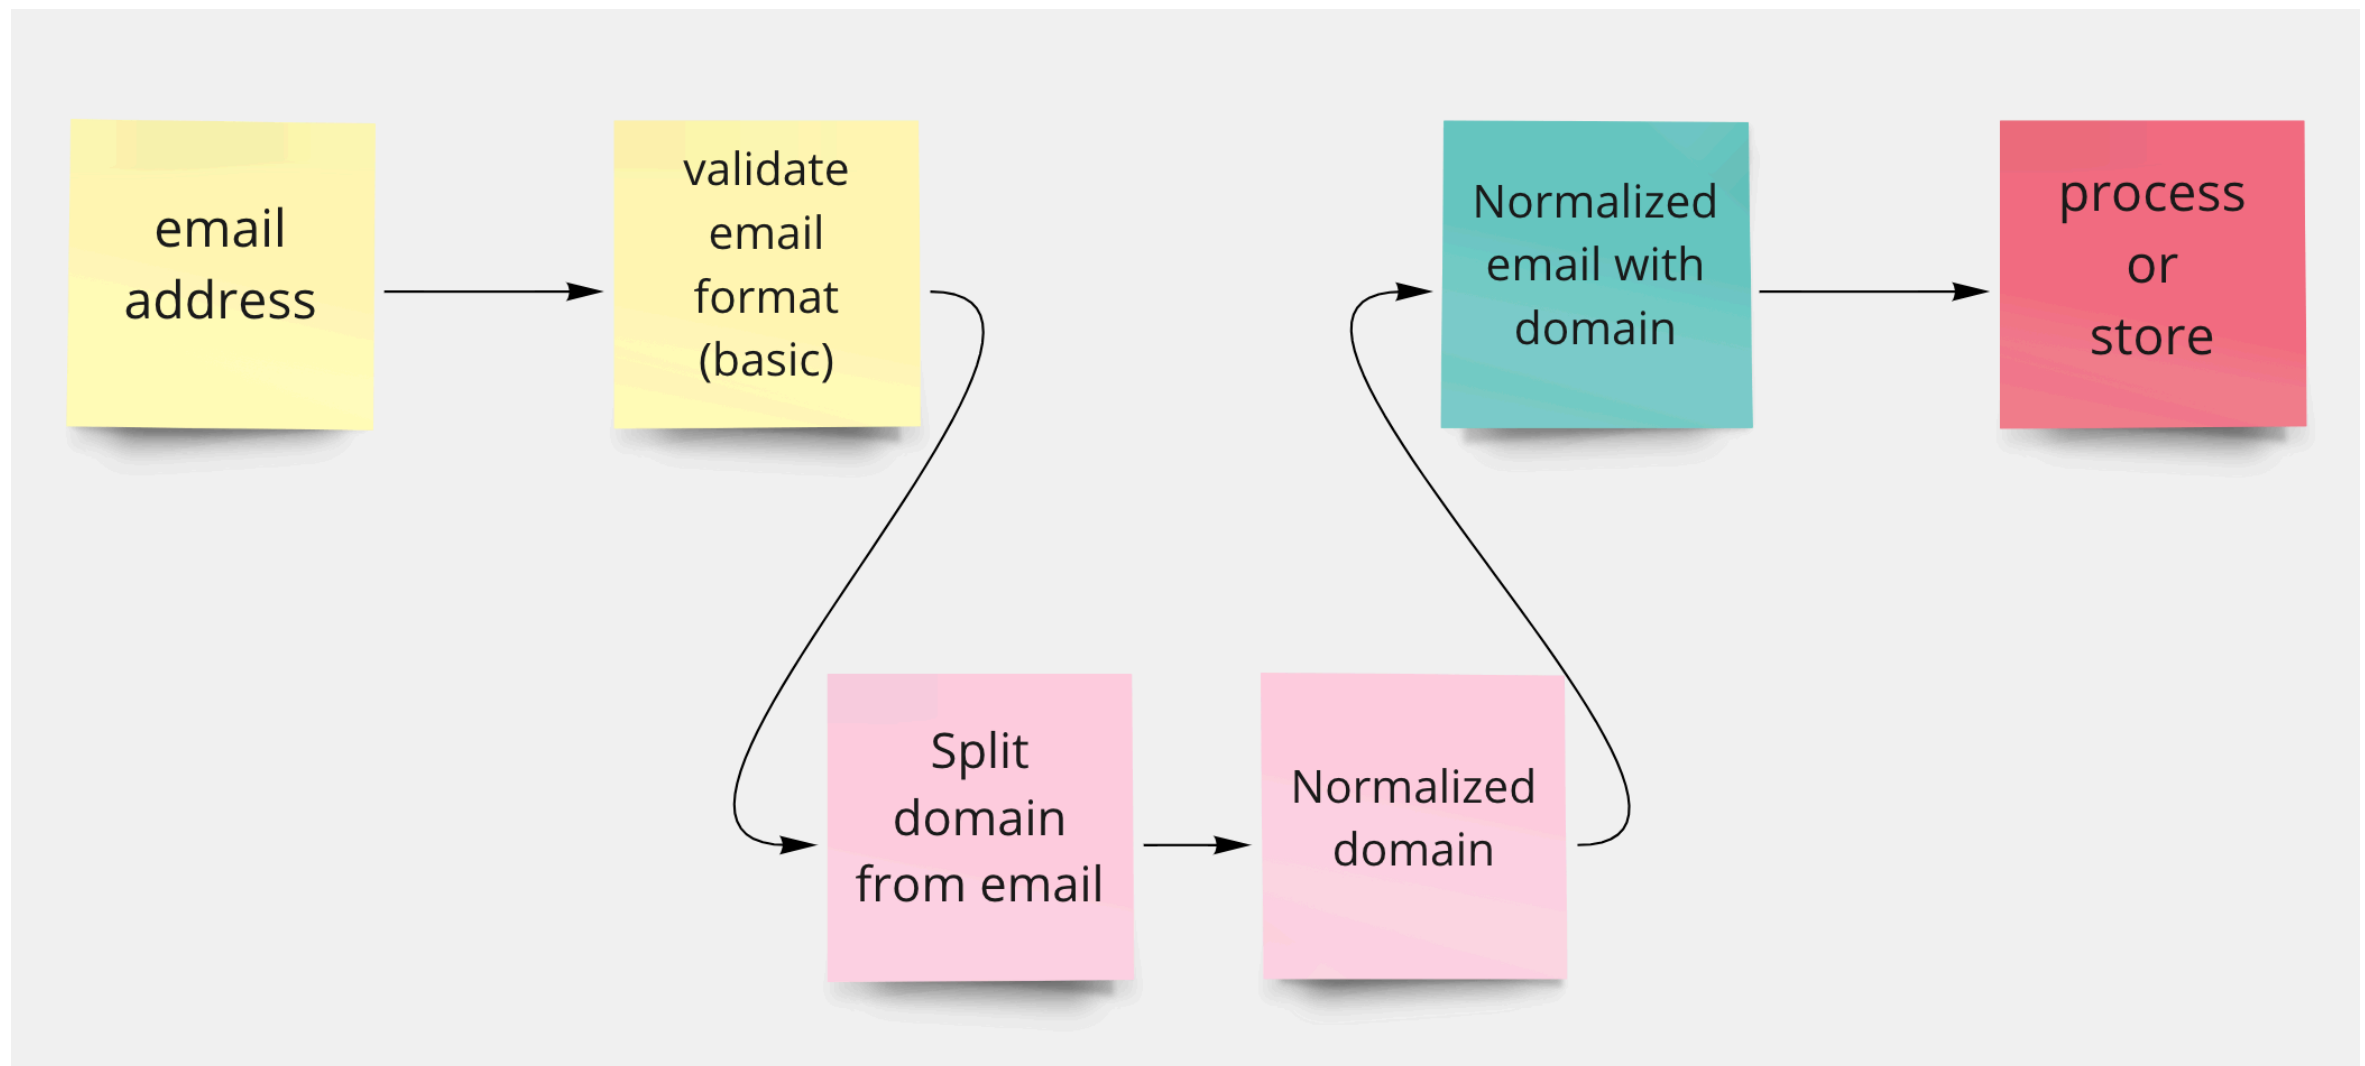 email
address
validate
email
format
(basic)
Split
domain
from email
Normalized
domain
Normalized
email with
domain
process
or
store